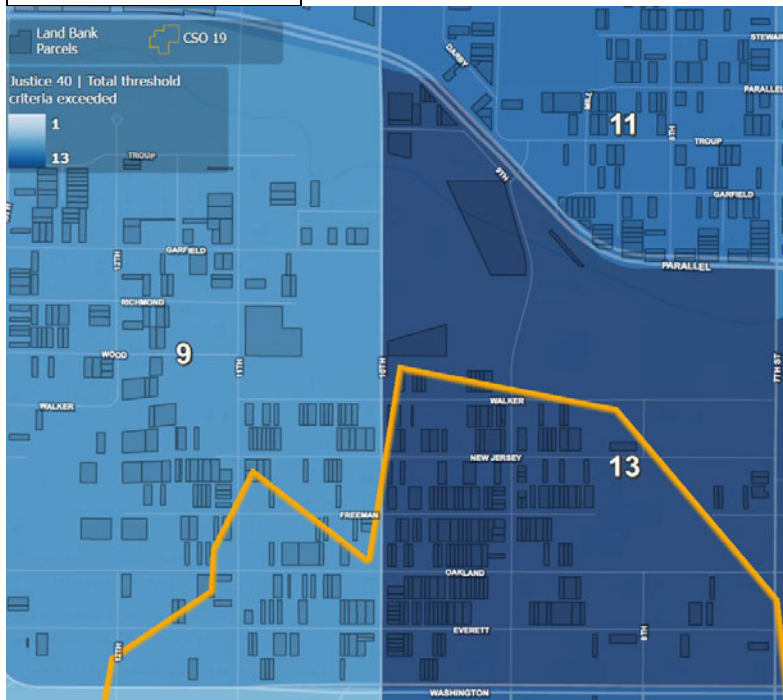 Land Bank
Parcels
CSO 19
Justice 40 | Total threshold
criteria exceeded
1
13
DARBY
STEWAR
PARALLEL
MILL
11
8TH
TROUP
TROUP
9TH
GARFIELD
GARFIELD
12TH
PARALLEL
RICHMOND
WOOD
9
11TH
10TH
7TH ST
WALKER
WALKER
NEW JERSEY
13
FREEMAN
OAKLAND
EVERETT
8TH
12TH
WASHINGTON